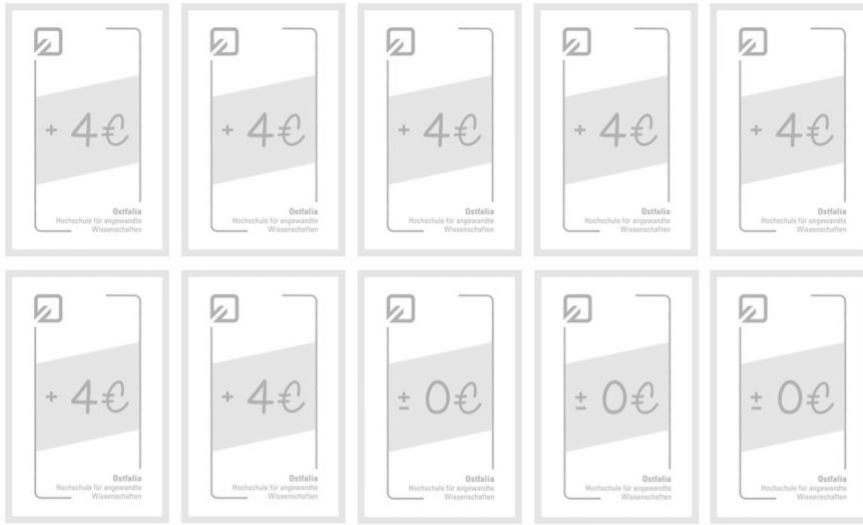 + 4€
Ostfalia
Hochschule für angewandte
Wissenschaften
+ 4€
Ostfalia
Hochschule für angewandte
Wissenschaften
+ 4€
Ostfalia
Hochschule für angewandte
Wissenschaften
+ 4€
Ostfalia
Hochschule für angewandte
Wissenschaften
+ 4€
Ostfalia
Hochschule für angewandte
Wissenschaften
+ 4€
Ostfalia
Hochschule für angewandte
Wissenschaften
+ 4€
Ostfalia
Hochschule für angewandte
Wissenschaften
± 0€
Ostfalia
Hochschule für angewandte
Wissenschaften
± 0€
Ostfalia
Hochschule für angewandte
Wissenschaften
± 0€
Ostfalia
Hochschule für angewandte
Wissenschaften